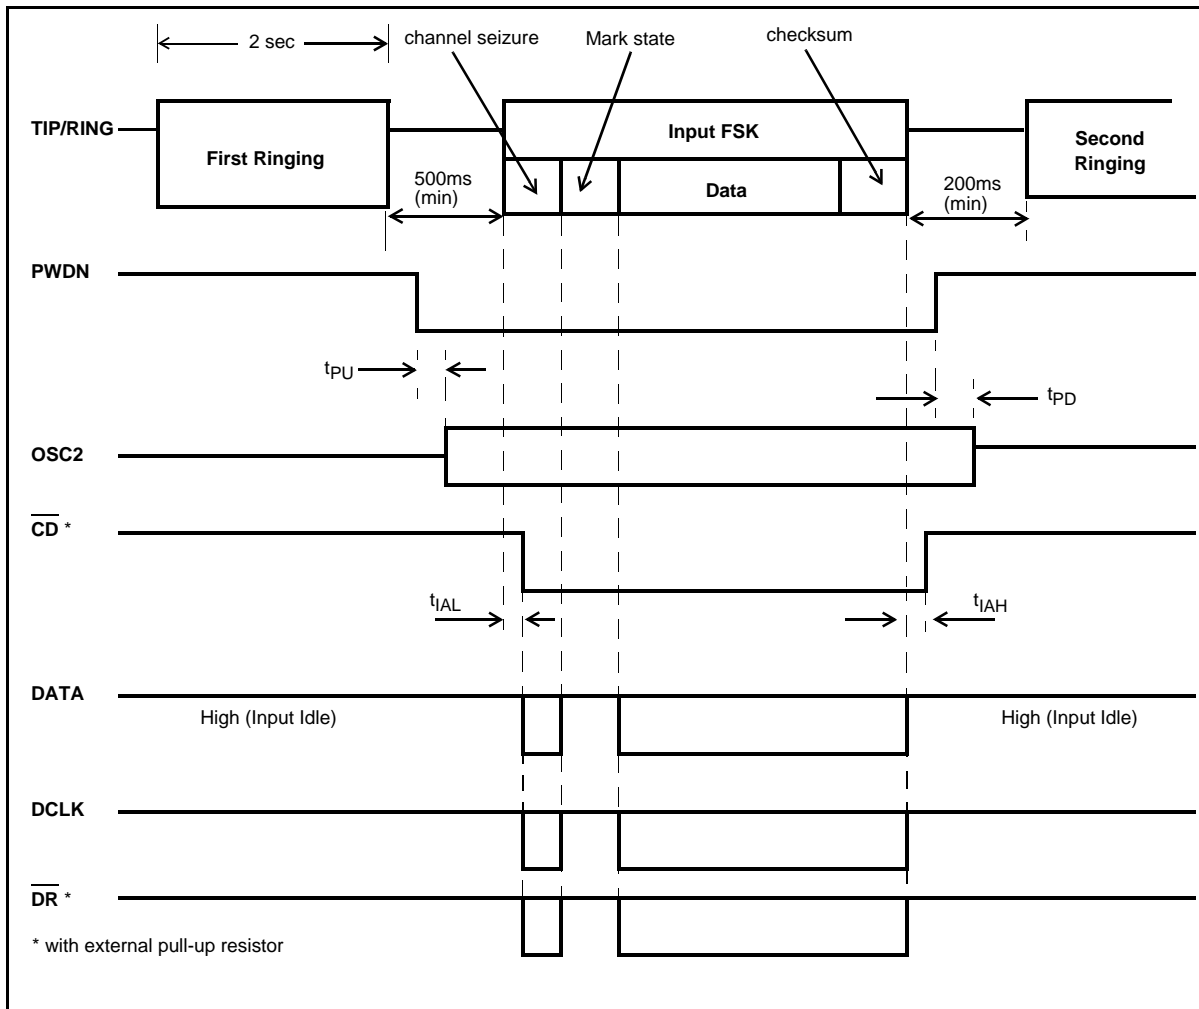 2 sec
channel seizure
Mark state
checksum
TIP/RING
First Ringing
Input FSK
Second
Ringing
500ms
(min)
Data
200ms
(min)
PWDN
tPU
tPD
OSC2
CD *
tIAL
tIAH
DATA
High (Input Idle)
High (Input Idle)
DCLK
DR *
* with external pull-up resistor